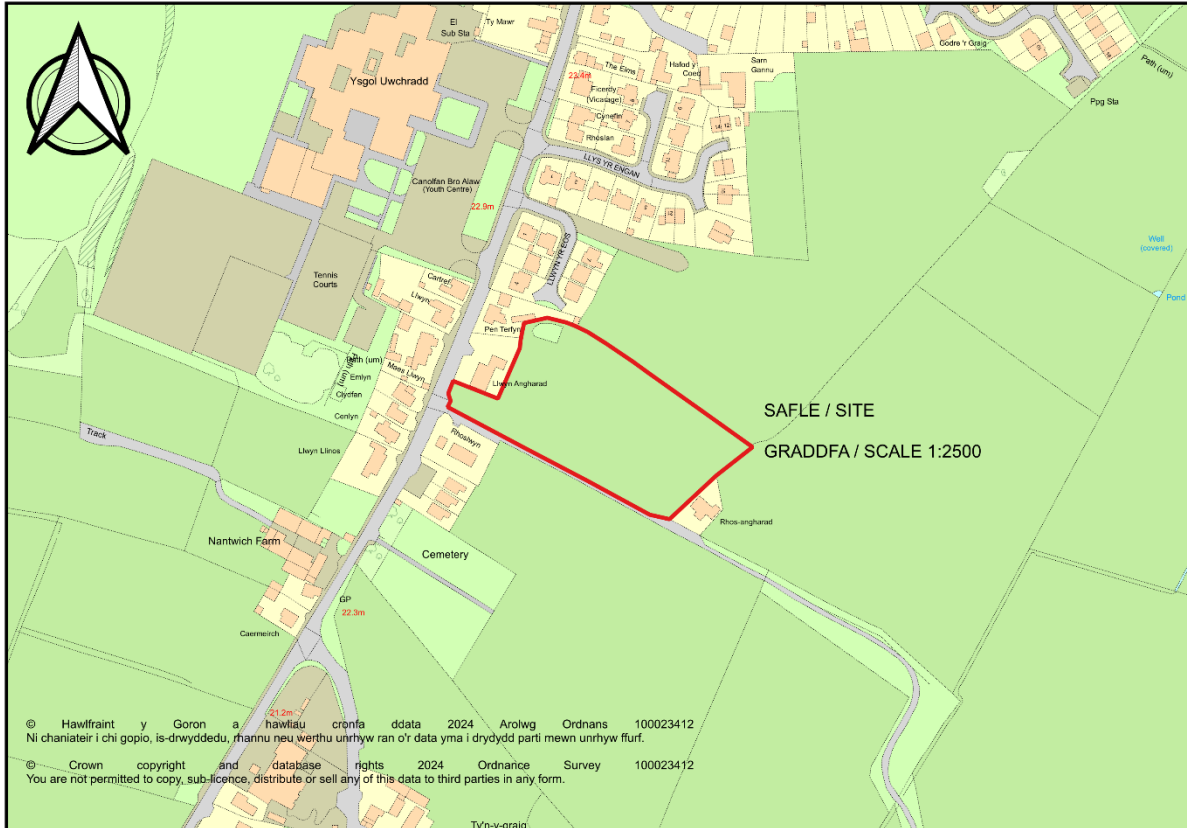 El
Sub Sta
Ty Mawr
Ysgol Uwchradd
22.4m
The Elms
Hafod y
Coed
Sarn
Gannu
Godre 'r Graig
Path (um)
Ppg Sta
Ficerdy
(Vicarage)
Cynefin
Rhoslan
LLYS YR ENGAN
Canolfan Bro Alaw
(Youth Centre)
22.9m
LLWYN YR EOS
Well
(covered)
Pond
Tennis
Courts
Cartref
Llwyn
Pen Terfyn
Path (um)
Path (um)
Maes Llwyn
Emlyn
Clydfan
Cenlyn
Llwyn Angharad
SAFLE / SITE
GRADDFA / SCALE 1:2500
Track
Llwyn Llinos
Rhoslwyn
Rhos-angharad
Nantwich Farm
Cemetery
GP
22.3m
Caermeirch
21.2m
© Hawlfraint y Goron a hawliau cronfa ddata 2024 Arolwg Ordnans 100023412
Ni chaniateir i chi gopio, is-drwyddedu, rhannu neu werthu unrhyw ran o'r data yma i drydydd parti mewn unrhyw ffurf.
© Crown copyright and database rights 2024 Ordnance Survey 100023412
You are not permitted to copy, sub-licence, distribute or sell any of this data to third parties in any form.
Ty'n-y-graig